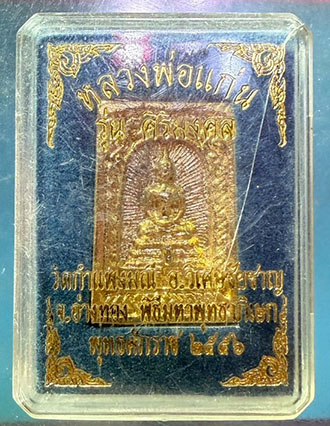 หลวงพ่อแก่น
รุ่น ศิริมงคล
วัดกำแพงมณี อ.วิเศษชัยชาญ
จ.อ่างทอง พิธีมหาพุทธาภิเษก
พุทธศักราช ๒๕๕๖